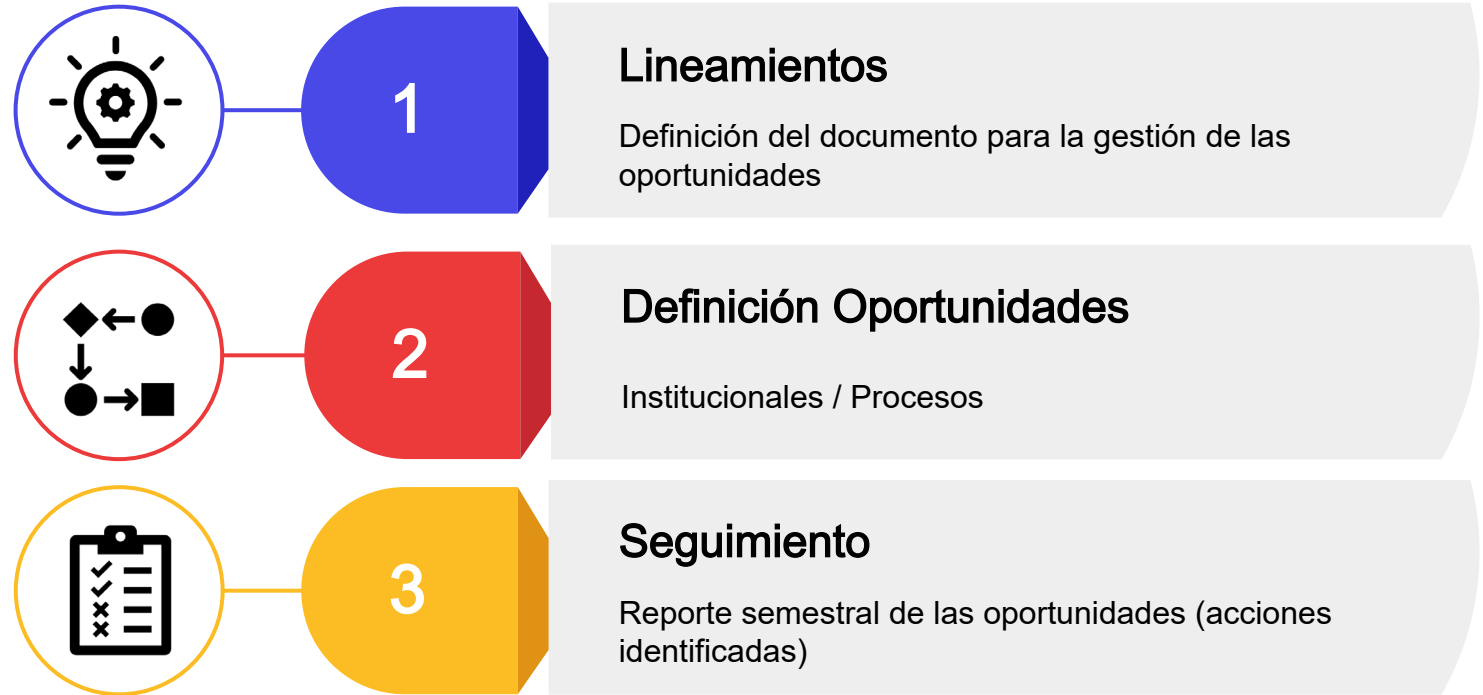 1
Lineamientos
Definición del documento para la gestión de las
oportunidades
2
Definición Oportunidades
Institucionales / Procesos
3
Seguimiento
Reporte semestral de las oportunidades (acciones
identificadas)